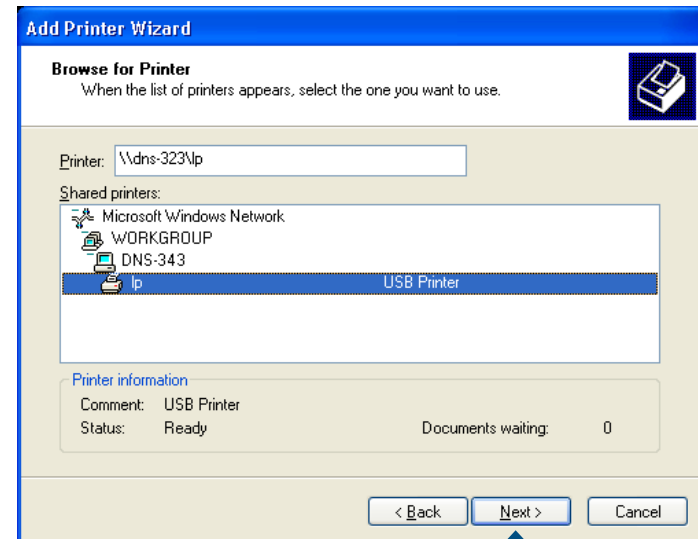 Add Printer Wizard
Browse for Printer
When the list of printers appears, select the one you want to use.
Printer: \\dns-323\lp
Shared printers:
Microsoft Windows Network
WORKGROUP
DNS-343
lp USB Printer
Printer information
Comment: USB Printer
Status: Ready Documents waiting: 0
< Back Next > Cancel